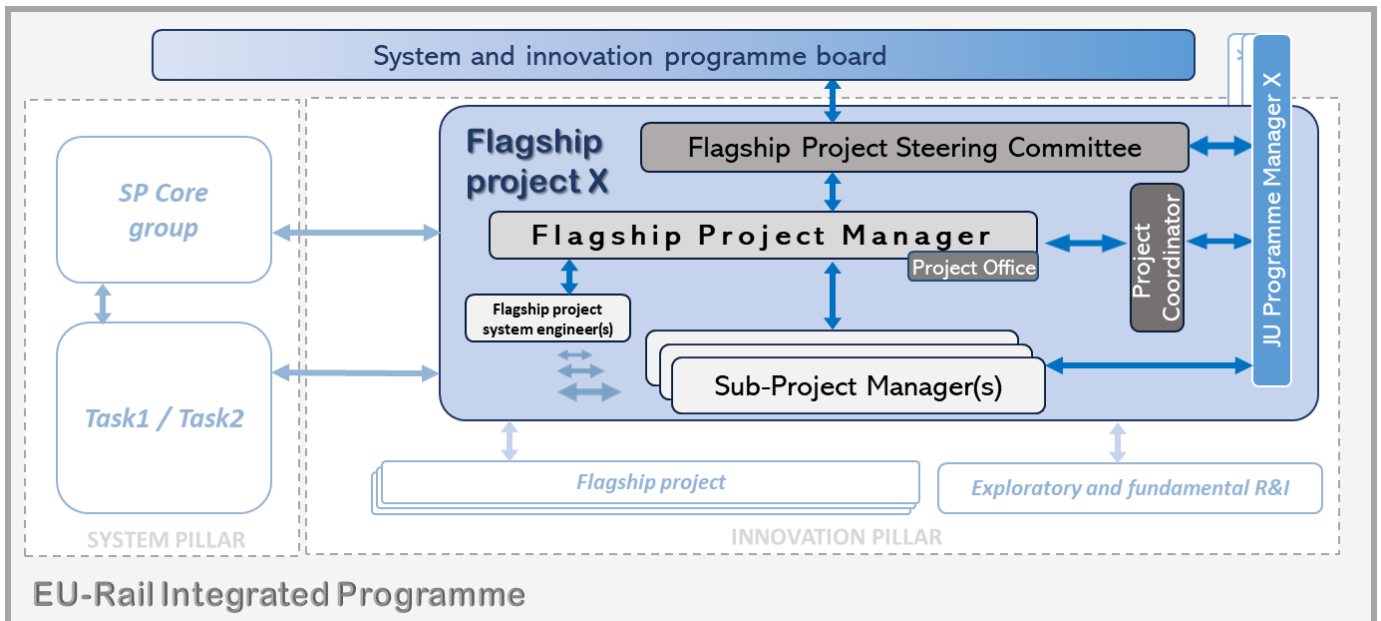 System and innovation programme board
Flagship
project X
Flagship Project Steering Committee
SP Core
group
Flagship Project Manager
Project Office
Project
Coordinator
JU Programme Manager X
Flagship project
system engineer(s)
Sub-Project Manager(s)
Task1 / Task2
Flagship project
Exploratory and fundamental R&I
SYSTEM PILLAR
INNOVATION PILLAR
EU-Rail Integrated Programme